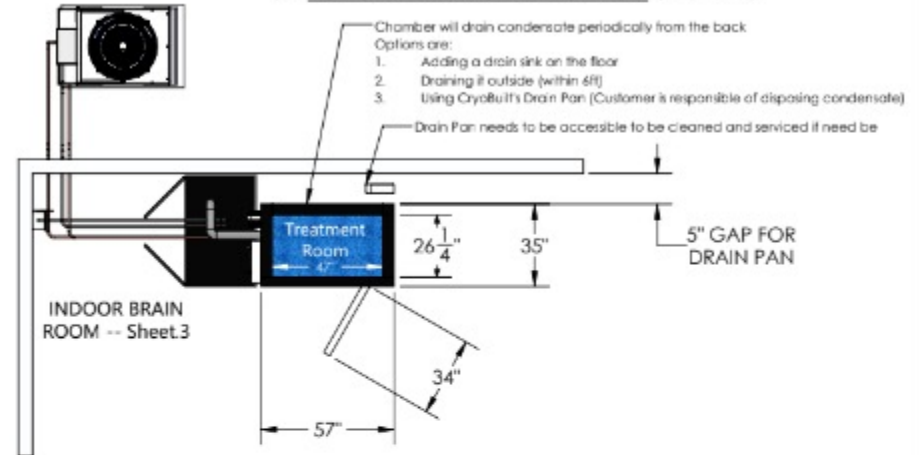 Chamber will drain condensate periodically from the back
Options are:
1. Adding a drain sink on the floor
2. Draining it outside (within 6ft)
3. Using CryoBuilt's Drain Pan (Customer is responsible of disposing condensate)
Drain Pan needs to be accessible to be cleaned and serviced if need be
Treatment
Room
47"
26 1/4"
35"
5" GAP FOR
DRAIN PAN
INDOOR BRAIN
ROOM -- Sheet.3
34"
57"